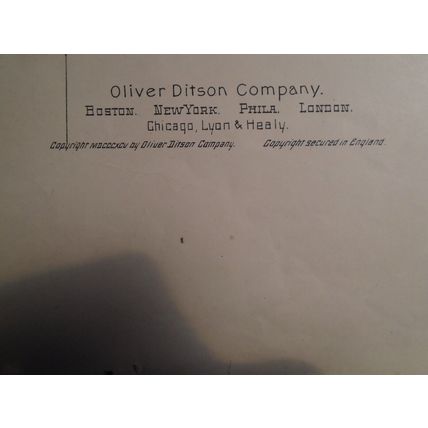 Oliver Ditson Company.
Boston. New York. Phila. London.
Chicago, Lyon & Healy.
Copyright MDCCCXCV by Oliver Ditson Company. Copyright secured in England.